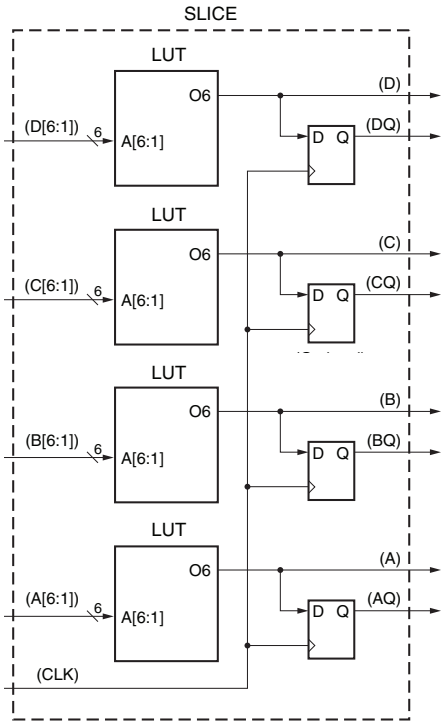 SLICE
LUT
(D)
O6
(D[6:1])
6
A[6:1]
D Q
(DQ)
LUT
(C)
O6
(C[6:1])
6
A[6:1]
D Q
(CQ)
LUT
(B)
O6
(B[6:1])
6
A[6:1]
D Q
(BQ)
LUT
(A)
O6
(A[6:1])
6
A[6:1]
D Q
(AQ)
(CLK)